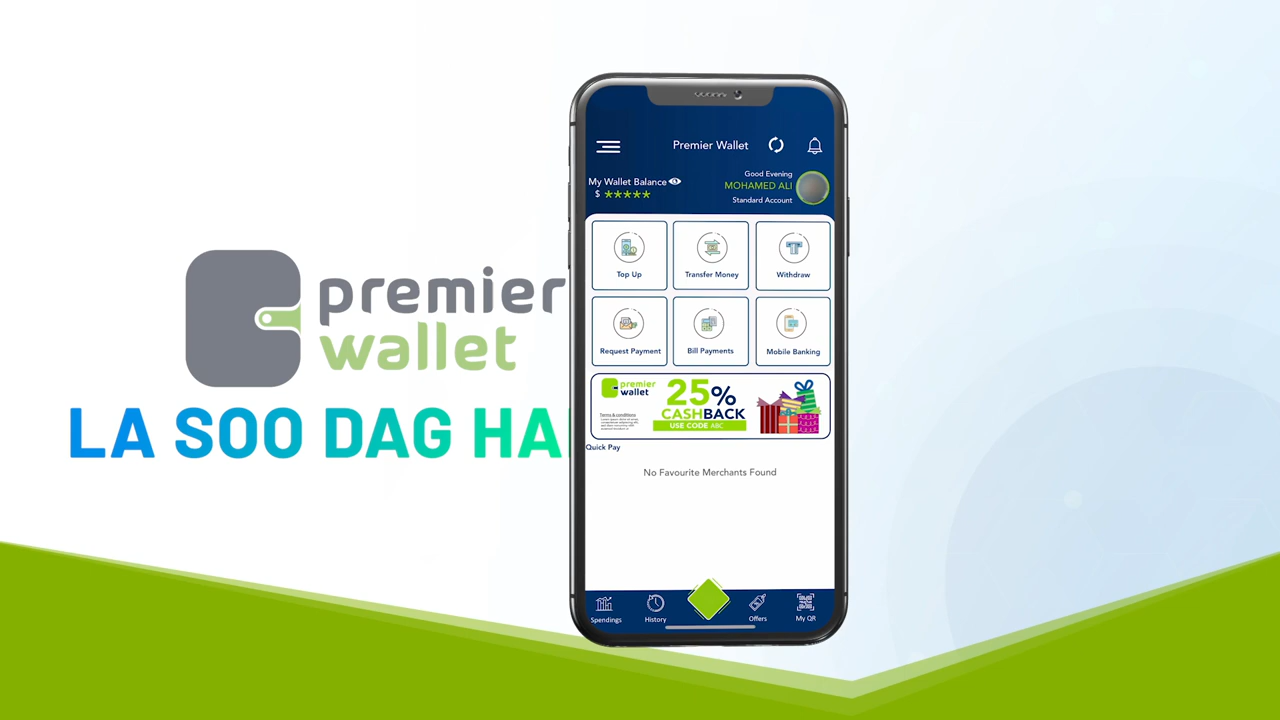 premier
wallet
LA SOO DAG HA
Premier Wallet
Good Evening
My Wallet Balance
MOHAMED ALI
$ *****
Standard Account
Top Up
Transfer Money
Withdraw
Request Payment
Bill Payments
Mobile Banking
premier
wallet
25%
CASHBACK
USE CODE ABC
Terms & conditions
Quick Pay
No Favourite Merchants Found
Spendings
History
Offers
My QR